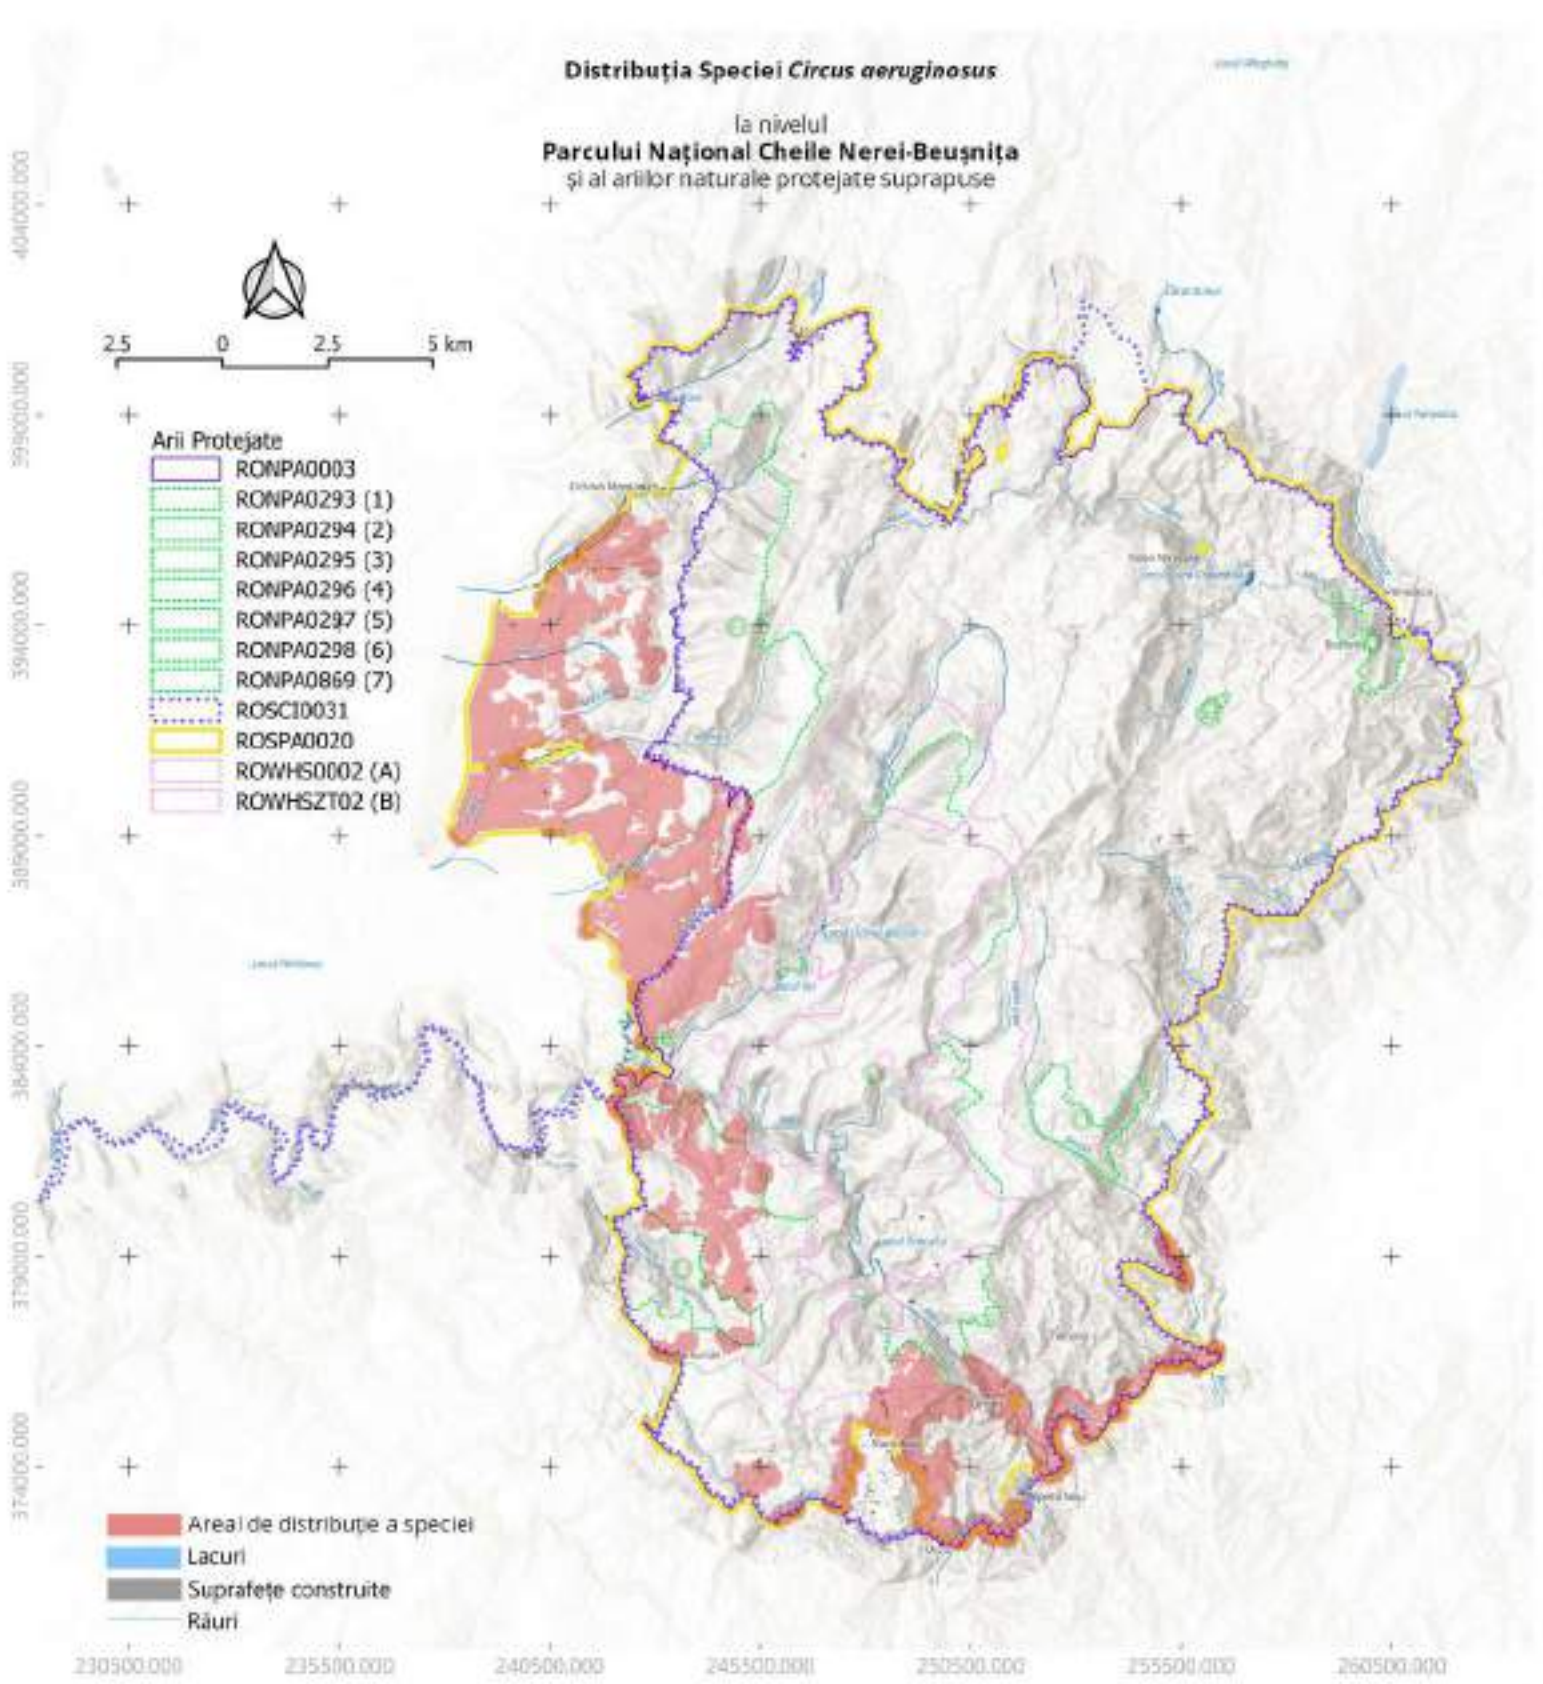 Distribuția Speciei Circus aeruginosus
la nivelul
Parcului Național Cheile Nerei-Beușnița
și al ariilor naturale protejate suprapuse
2.5 0 2.5 5 km
Arii Protejate
RONPA0003
RONPA0293 (1)
RONPA0294 (2)
RONPA0295 (3)
RONPA0296 (4)
RONPA0297 (5)
RONPA0298 (6)
RONPA0869 (7)
ROSCI0031
ROSPA0020
ROWHS0002 (A)
ROWHSZT02 (B)
404000.000
399000.000
394000.000
389000.000
384000.000
379000.000
374000.000
Areal de distribuție a speciei
Lacuri
Suprafețe construite
Râuri
230500.000 235500.000 240500.000 245500.000 250500.000 255500.000 260500.000